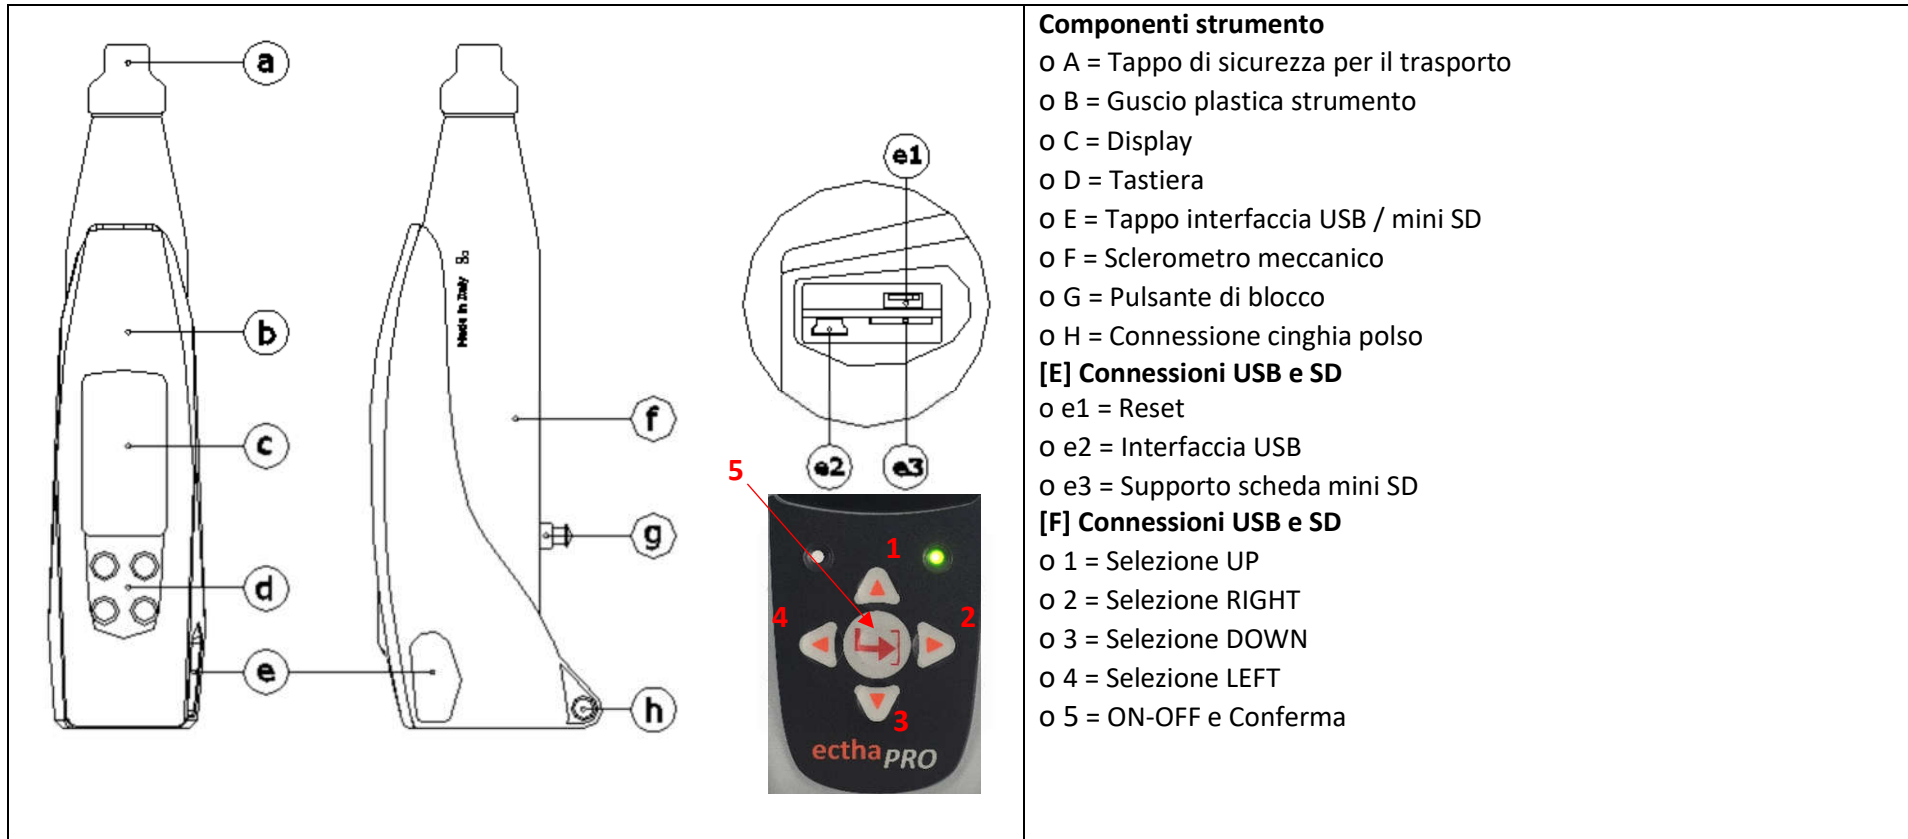 a
b
c
d
e
Made in Italy
f
g
h
e1
e2
e3
5
1
4
2
3
ecthaPRO
Componenti strumento
o A = Tappo di sicurezza per il trasporto
o B = Guscio plastica strumento
o C = Display
o D = Tastiera
o E = Tappo interfaccia USB / mini SD
o F = Sclerometro meccanico
o G = Pulsante di blocco
o H = Connessione cinghia polso
[E] Connessioni USB e SD
o e1 = Reset
o e2 = Interfaccia USB
o e3 = Supporto scheda mini SD
[F] Connessioni USB e SD
o 1 = Selezione UP
o 2 = Selezione RIGHT
o 3 = Selezione DOWN
o 4 = Selezione LEFT
o 5 = ON-OFF e Conferma